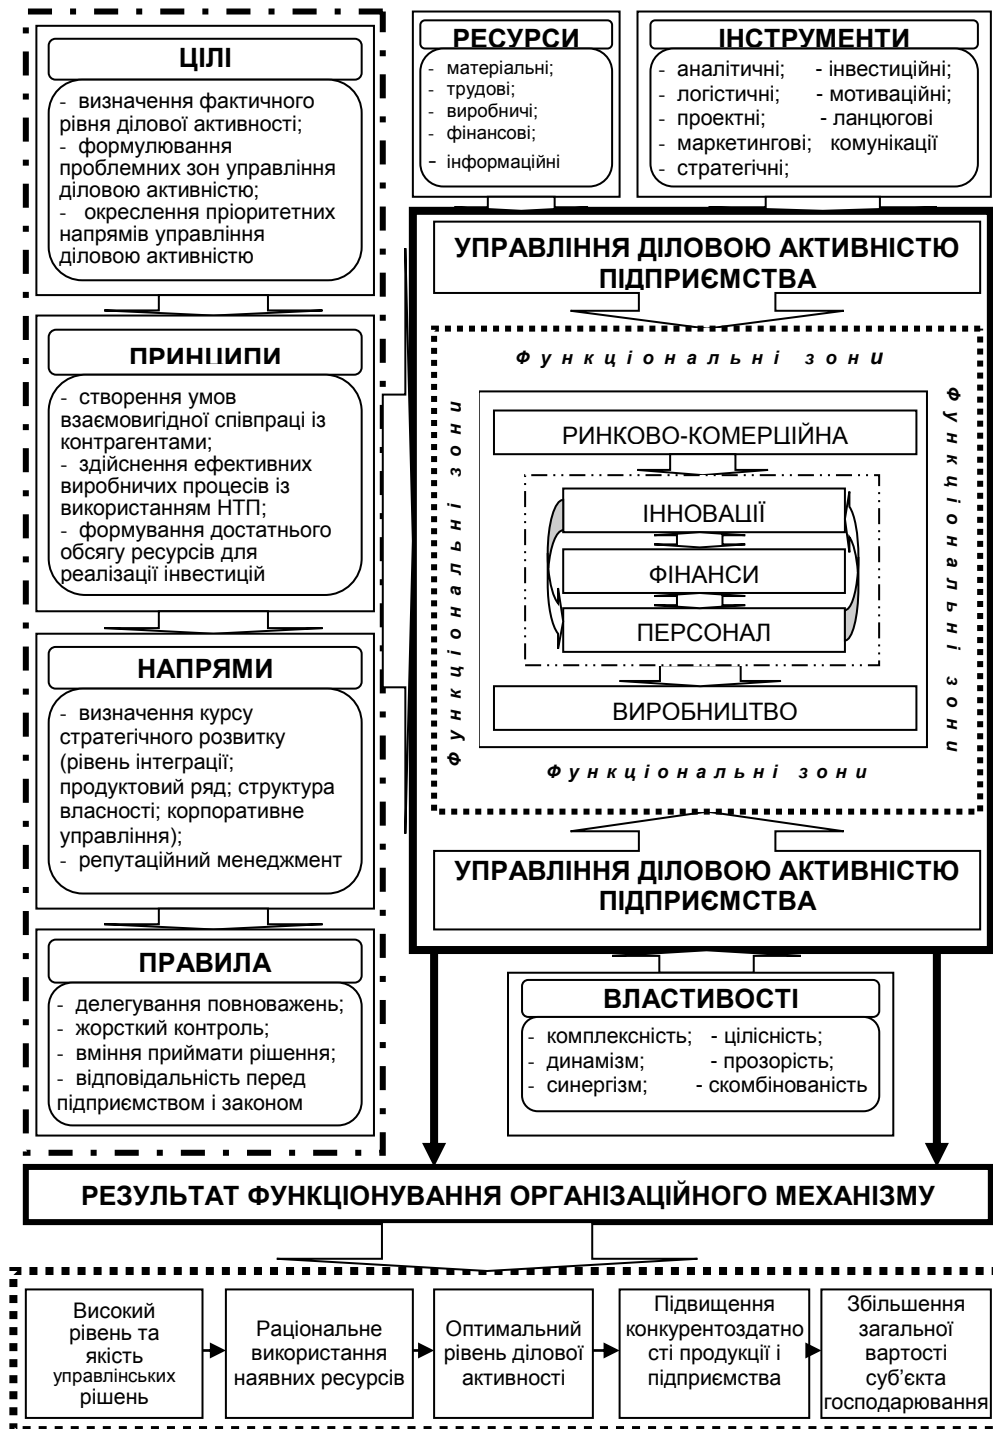 ЦІЛІ
- визначення фактичного
рівня ділової активності;
- формулювання
проблемних зон управління
діловою активністю;
- окреслення пріоритетних
напрямів управління
діловою активністю
ПРИНЦИПИ
- створення умов
взаємовигідної співпраці із
контрагентами;
- здійснення ефективних
виробничих процесів із
використанням НТП;
- формування достатнього
обсягу ресурсів для
реалізації інвестицій
НАПРЯМИ
- визначення курсу
стратегічного розвитку
(рівень інтеграції;
продуктовий ряд; структура
власності; корпоративне
управління);
- репутаційний менеджмент
ПРАВИЛА
- делегування повноважень;
- жорсткий контроль;
- вміння приймати рішення;
- відповідальність перед
підприємством і законом
РЕСУРСИ
- матеріальні;
- трудові;
- виробничі;
- фінансові;
- інформаційні
ІНСТРУМЕНТИ
- аналітичні; - інвестиційні;
- логістичні; - мотиваційні;
- проектні; - ланцюгові
- маркетингові; комунікації
- стратегічні;
УПРАВЛІННЯ ДІЛОВОЮ АКТИВНІСТЮ
ПІДПРИЄМСТВА
Функціональні зони
Функціональні зони
Функціональні зони
РИНКОВО-КОМЕРЦІЙНА
ІННОВАЦІЇ
ФІНАНСИ
ПЕРСОНАЛ
ВИРОБНИЦТВО
Функціональні зони
УПРАВЛІННЯ ДІЛОВОЮ АКТИВНІСТЮ
ПІДПРИЄМСТВА
ВЛАСТИВОСТІ
- комплексність; - цілісність;
- динамізм; - прозорість;
- синергізм; - скомбінованість
РЕЗУЛЬТАТ ФУНКЦІОНУВАННЯ ОРГАНІЗАЦІЙНОГО МЕХАНІЗМУ
Високий
рівень та
якість
управлінських
рішень
Раціональне
використання
наявних ресурсів
Оптимальний
рівень ділової
активності
Підвищення
конкурентоздатно
сті продукції і
підприємства
Збільшення
загальної
вартості
суб'єкта
господарювання